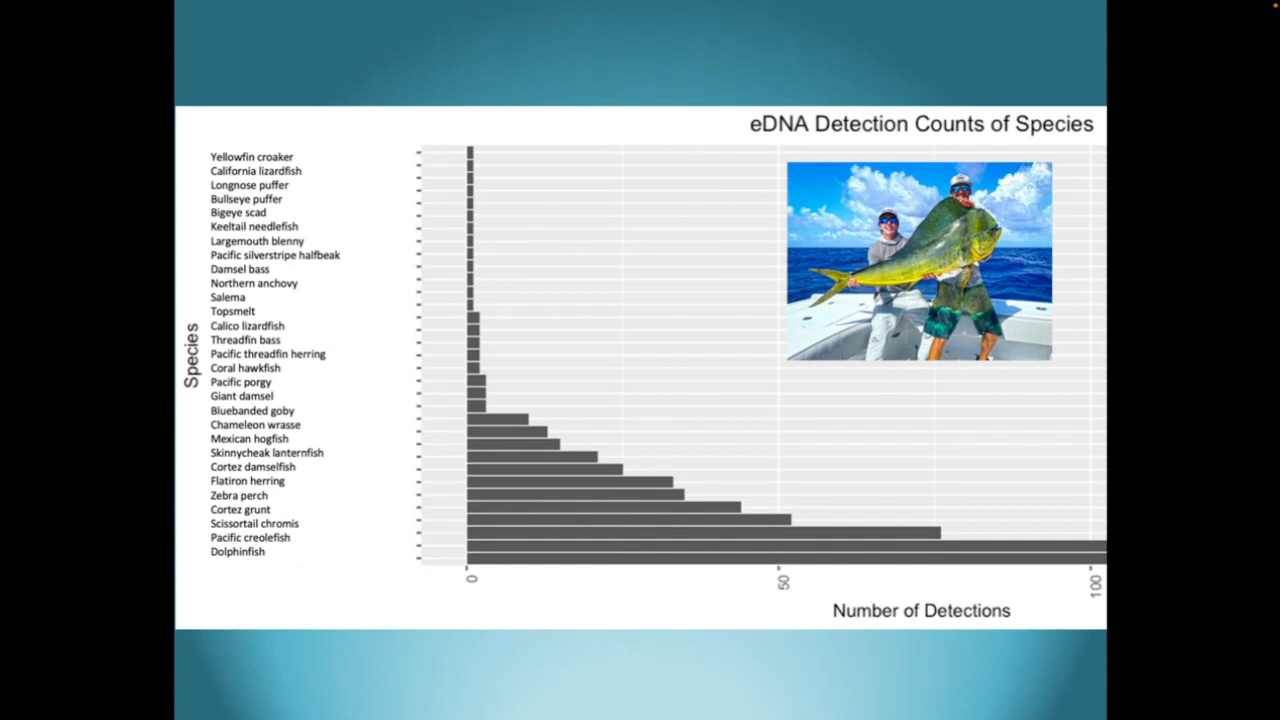 eDNA Detection Counts of Species
Yellowfin croaker
California lizardfish
Longnose puffer
Bullseye puffer
Bigeye scad
Keeltail needlefish
Largemouth blenny
Pacific silverstripe halfbeak
Damsel bass
Northern anchovy
Salema
Topsmelt
Calico lizardfish
Threadfin bass
Pacific threadfin herring
Coral hawkfish
Pacific porgy
Giant damsel
Bluebanded goby
Chameleon wrasse
Mexican hogfish
Skinnycheak lanternfish
Cortez damselfish
Flatiron herring
Zebra perch
Cortez grunt
Scissortail chromis
Pacific creolefish
Dolphinfish
Species
0
50
100
Number of Detections